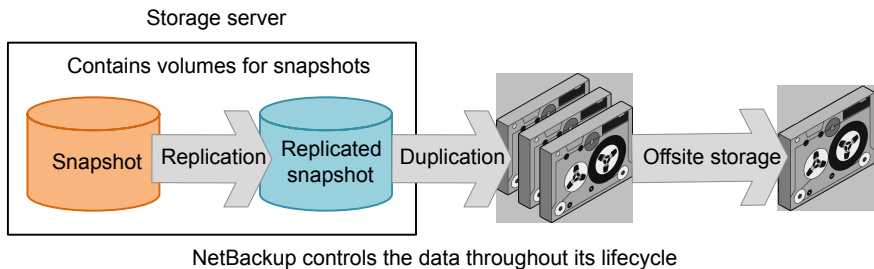 Storage server
Contains volumes for snapshots
Snapshot
Replication
Replicated
snapshot
Duplication
Offsite storage
NetBackup controls the data throughout its lifecycle